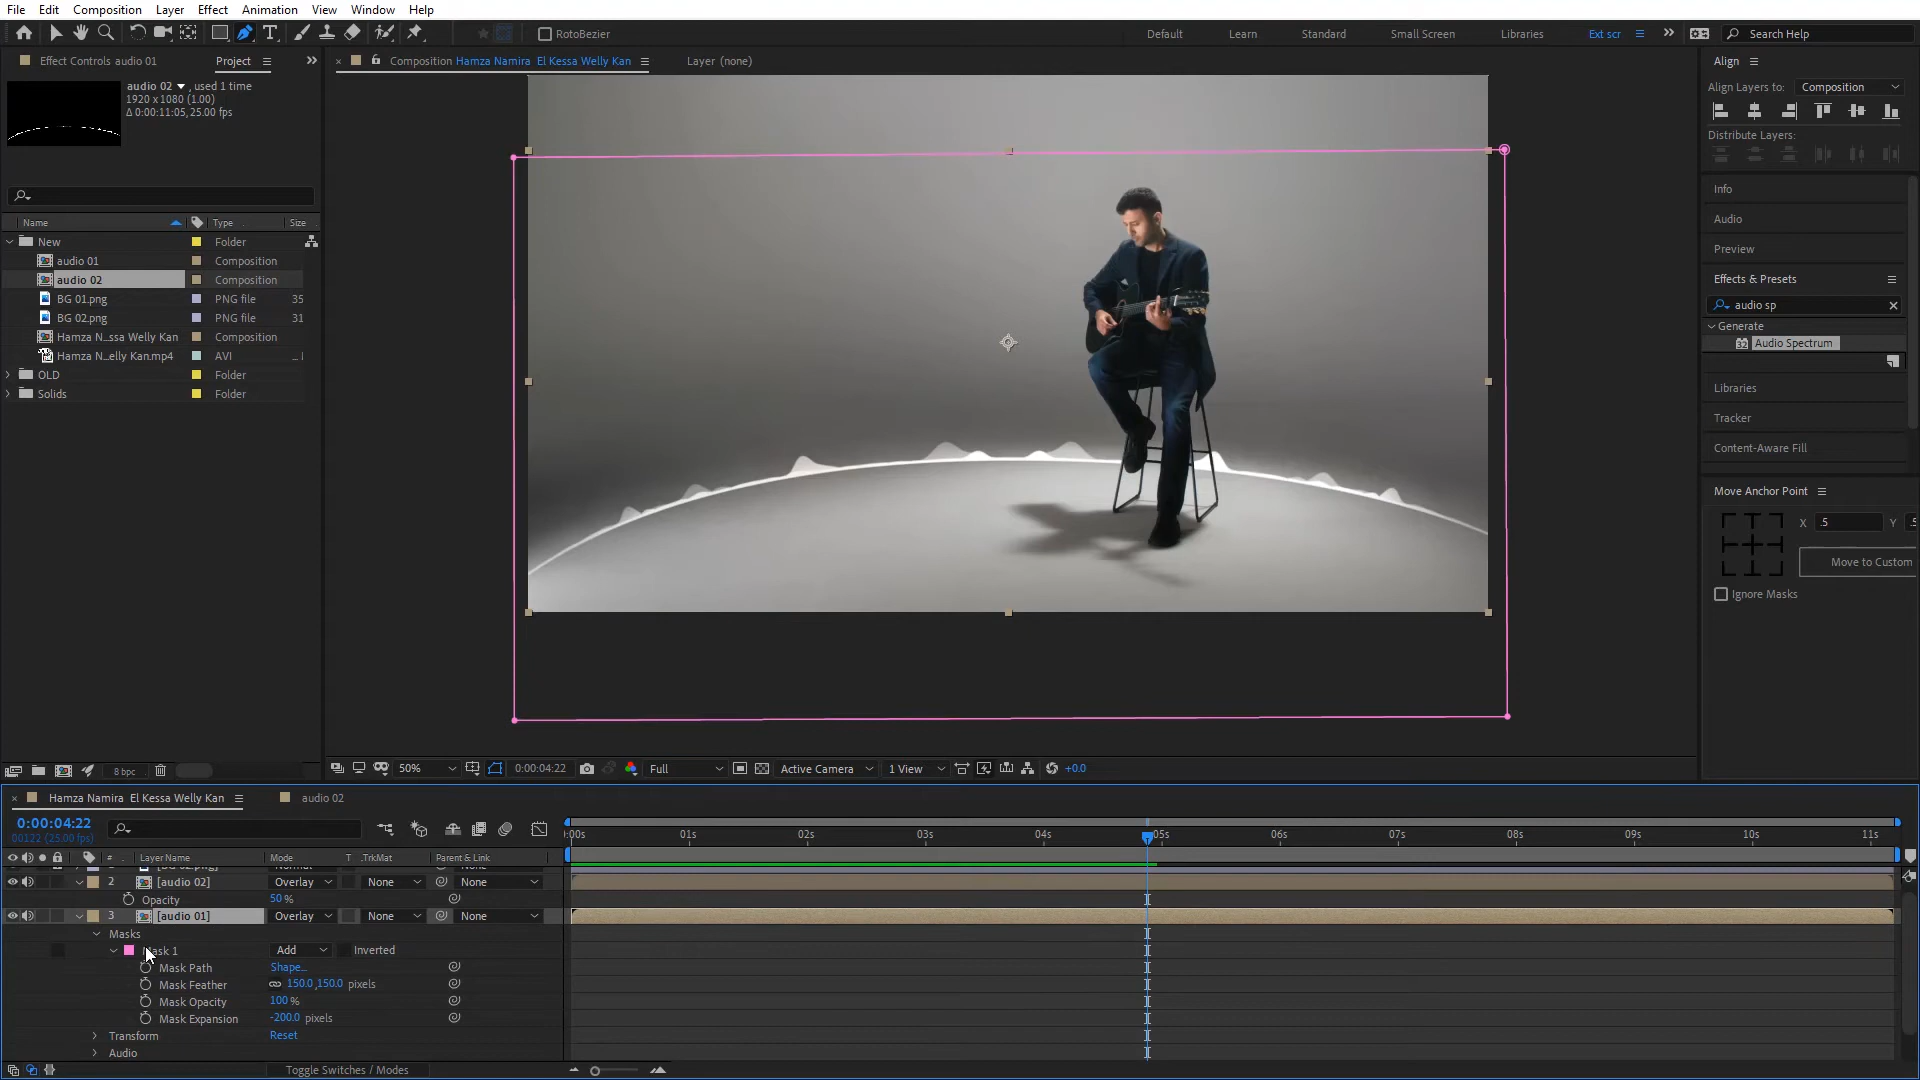 File Edit Composition Layer Effect Animation View Window Help
RotoBezier Default Learn Standard Small Screen Libraries Ext scr Search Help
Effect Controls audio 01 Project Composition Hamza Namira El Kessa Welly Kan Layer (none) Align
audio 02, used 1 time
1920 x 1080 (1.00)
Δ 0:00:11:05, 25.00 fps
Align Layers to: Composition
Distribute Layers:
Info
Audio
Preview
Effects & Presets
audio sp
Generate
32 Audio Spectrum
Libraries
Tracker
Content-Aware Fill
Move Anchor Point
X .5 Y .5
Move to Custom
Ignore Masks
Name Type Size
New Folder
audio 01 Composition
audio 02 Composition
BG 01.png PNG file 35
BG 02.png PNG file 31
Hamza N...ssa Welly Kan Composition
Hamza N...elly Kan.mp4 AVI
OLD Folder
Solids Folder
8 bpc
50% 0:00:04:22 Full Active Camera 1 View +0.0
Hamza Namira El Kessa Welly Kan audio 02
0:00:04:22
00122 (25.00 fps)
:00s 01s 02s 03s 04s 05s 06s 07s 08s 09s 10s 11s
# Layer Name Mode T .TrkMat Parent & Link
2 [audio 02] Overlay None None
Opacity 50 %
3 [audio 01] Overlay None None
Masks
Mask 1 Add Inverted
Mask Path Shape...
Mask Feather 150.0,150.0 pixels
Mask Opacity 100 %
Mask Expansion -200.0 pixels
Transform Reset
Audio
Toggle Switches / Modes